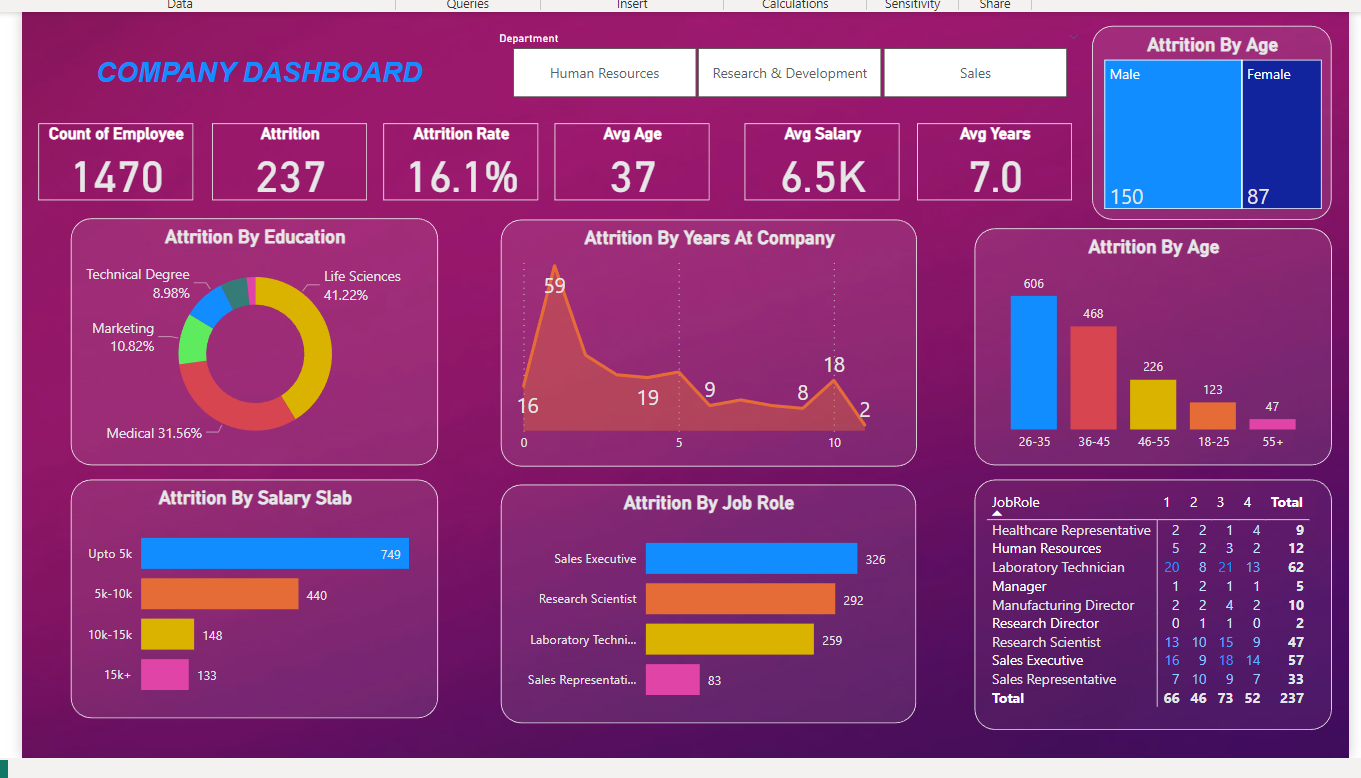 Data
Queries
Insert
Calculations
Sensitivity
Share
COMPANY DASHBOARD
Department
Human Resources
Research & Development
Sales
Attrition By Age
Male
Female
150
87
Count of Employee
1470
Attrition
237
Attrition Rate
16.1%
Avg Age
37
Avg Salary
6.5K
Avg Years
7.0
Attrition By Education
Technical Degree
8.98%
Life Sciences
41.22%
Marketing
10.82%
Medical 31.56%
Attrition By Years At Company
59
16
19
9
8
18
2
0
5
10
Attrition By Age
606
468
226
123
47
26-35
36-45
46-55
18-25
55+
Attrition By Salary Slab
Upto 5k
749
5k-10k
440
10k-15k
148
15k+
133
Attrition By Job Role
Sales Executive
326
Research Scientist
292
Laboratory Techni...
259
Sales Representati...
83
JobRole 1 2 3 4 Total
Healthcare Representative 2 2 1 4 9
Human Resources 5 2 3 2 12
Laboratory Technician 20 8 21 13 62
Manager 1 2 1 1 5
Manufacturing Director 2 2 4 2 10
Research Director 0 1 1 0 2
Research Scientist 13 10 15 9 47
Sales Executive 16 9 18 14 57
Sales Representative 7 10 9 7 33
Total 66 46 73 52 237